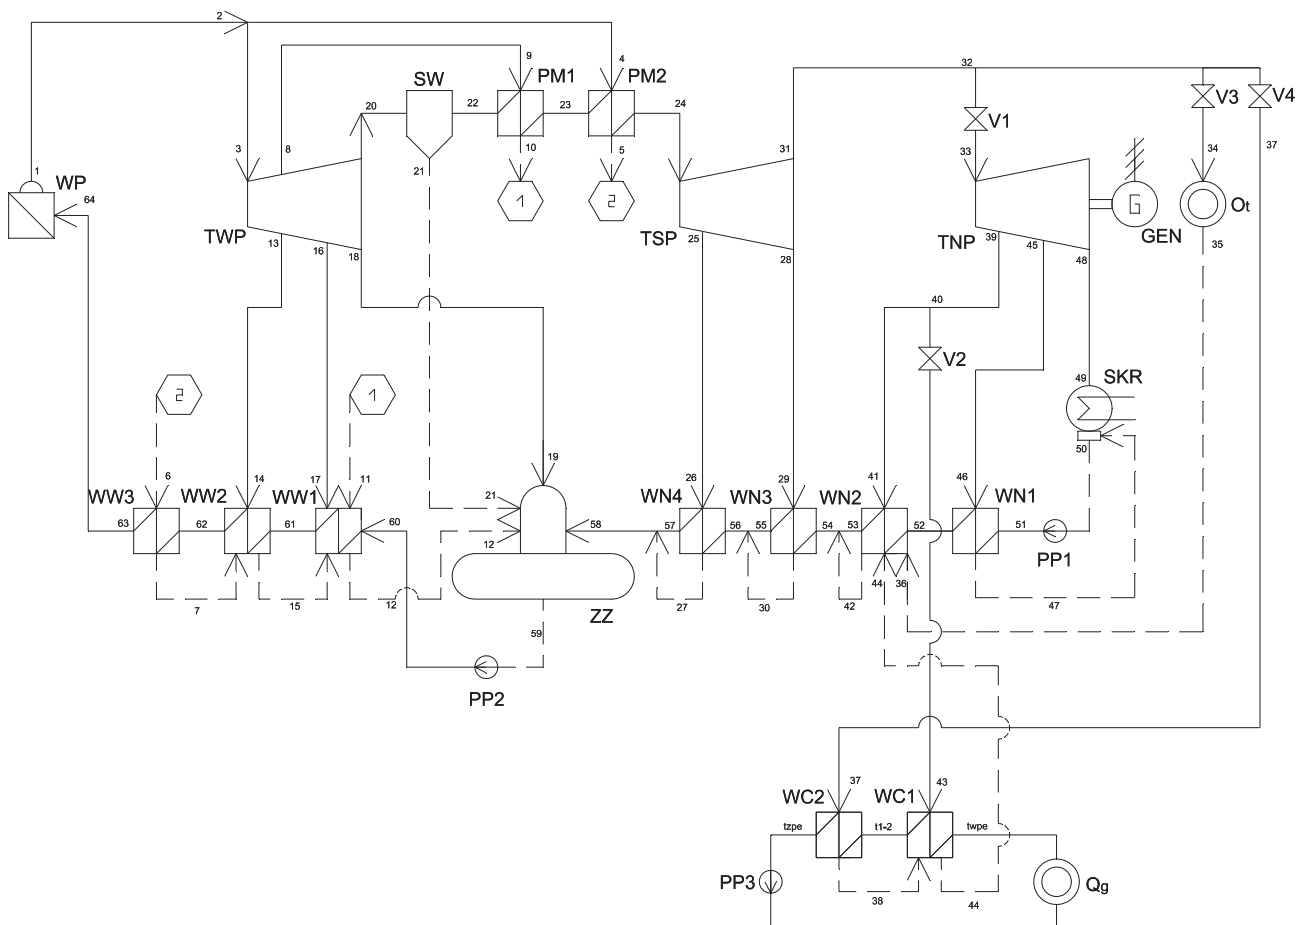 2
9
4
SW
PM1
PM2
32
20
22
23
24
V1
V3
V4
37
3
8
10
5
31
33
34
1
WP
21
1
2
G
Ot
64
TWP
13
16
18
TSP
25
28
TNP
39
45
48
GEN
35
40
V2
2
1
49
SKR
50
19
6
14
17
11
26
29
41
46
WW3
WW2
WW1
21
WN4
WN3
WN2
WN1
63
62
61
60
58
57
56
55
54
53
52
51
12
PP1
44
36
7
15
12
27
30
42
47
ZZ
59
PP2
37
43
WC2
WC1
tzpe
t1-2
twpe
PP3
Qg
38
44